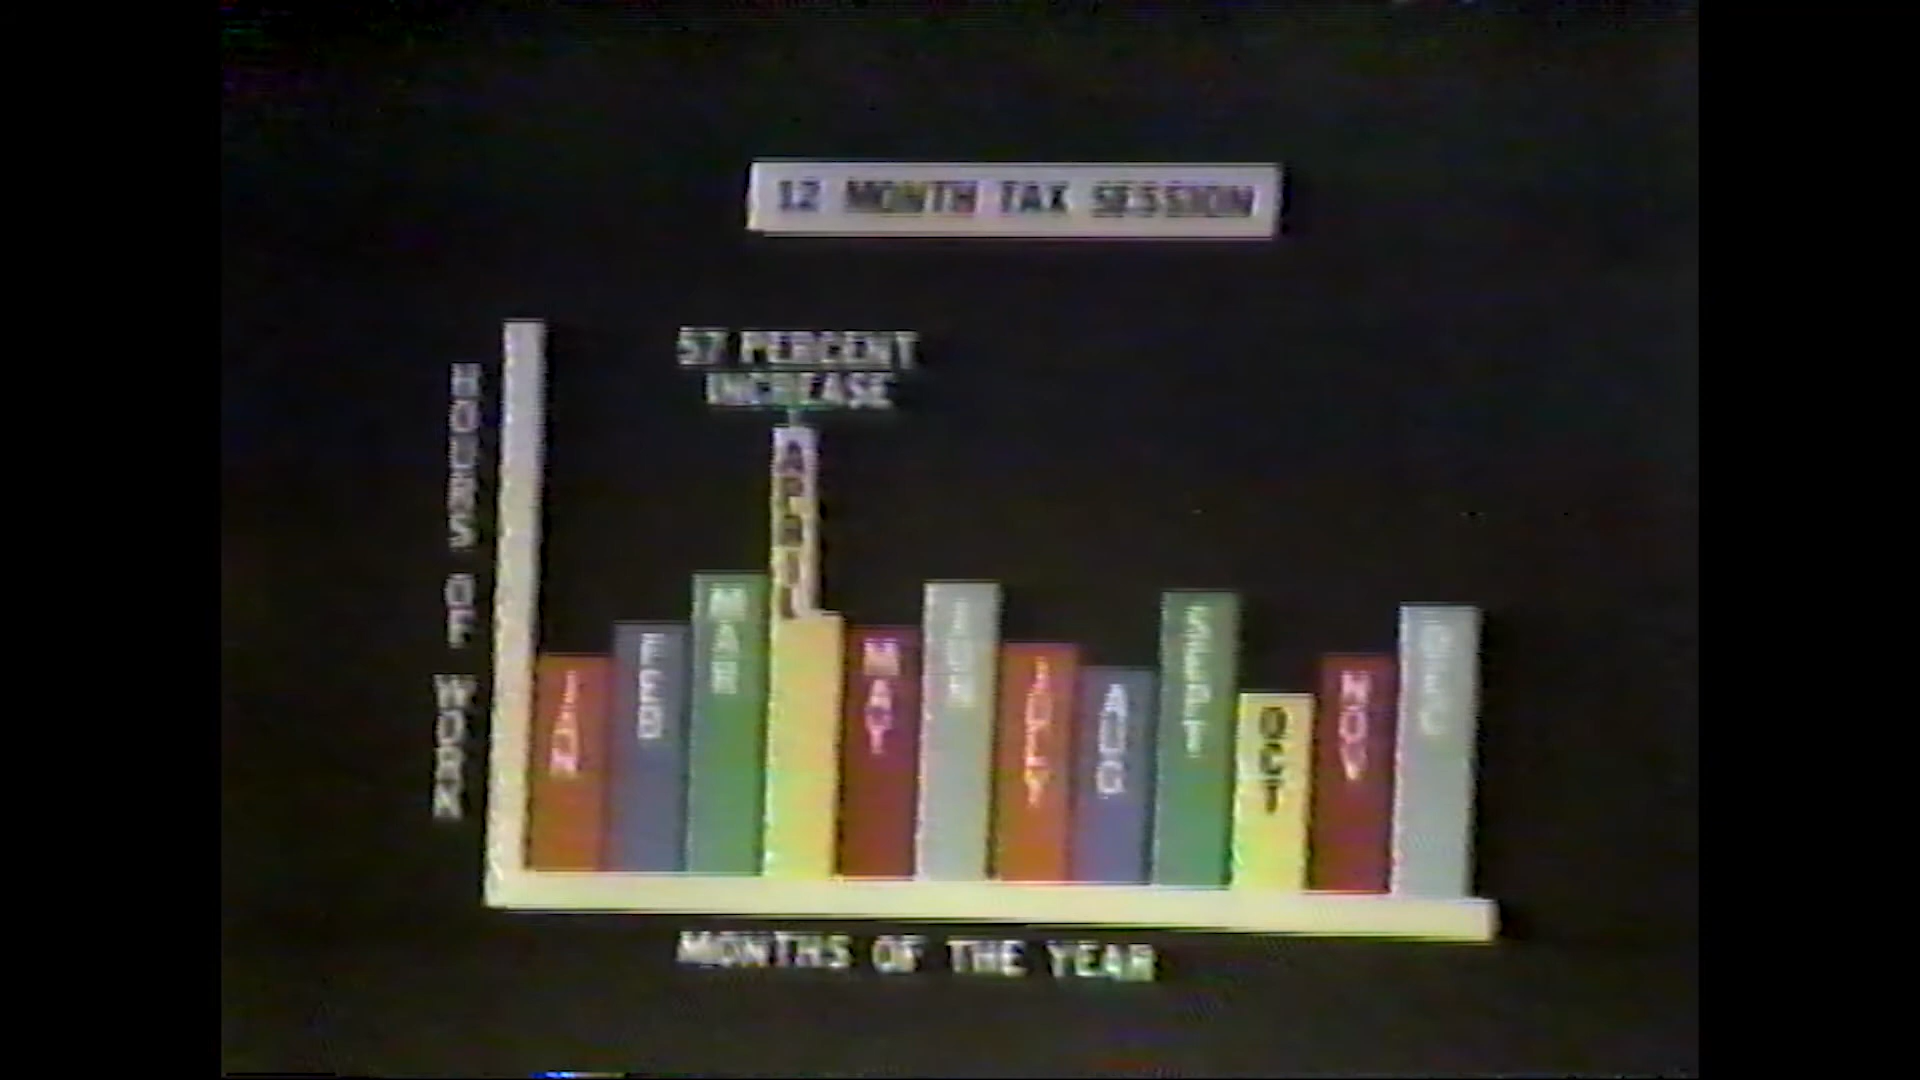 12 MONTH TAX SESSION
57 PERCENT
INCREASE
HOURS OF WORK
APRIL
JAN
FEB
MAR
MAY
JUNE
JULY
AUG
SEPT
OCT
NOV
DEC
MONTHS OF THE YEAR